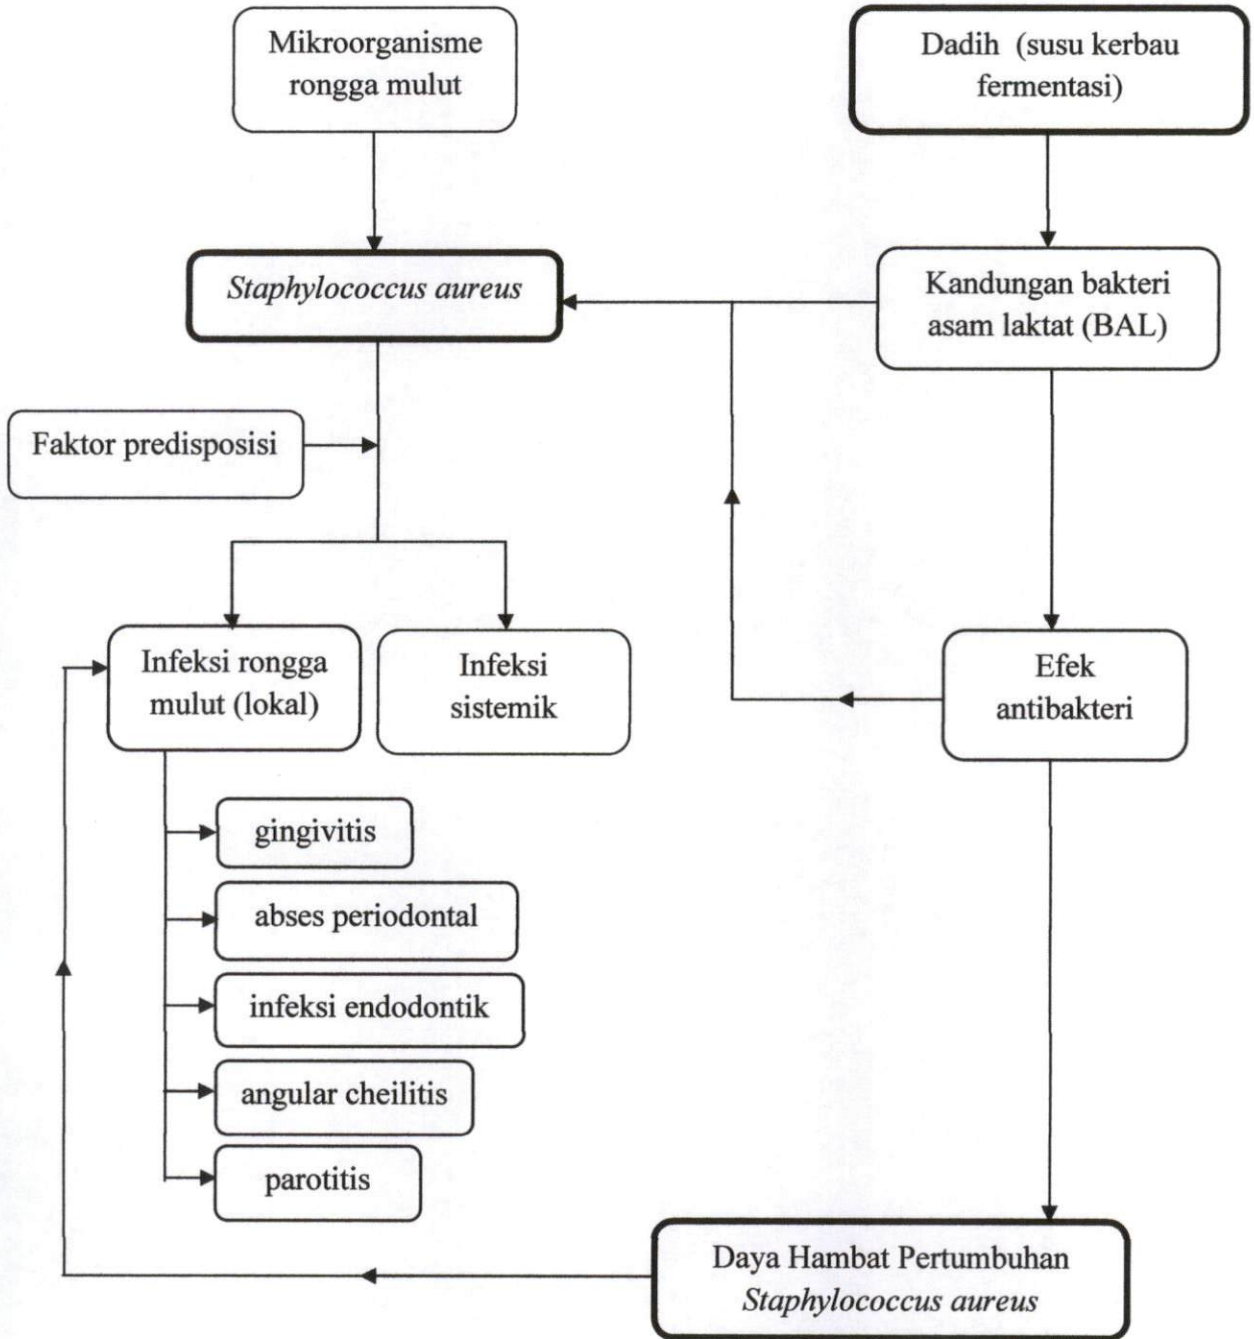 Mikroorganisme
rongga mulut
Dadih (susu kerbau
fermentasi)
Staphylococcus aureus
Kandungan bakteri
asam laktat (BAL)
Faktor predisposisi
Infeksi rongga
mulut (lokal)
Infeksi
sistemik
Efek
antibakteri
gingivitis
abses periodontal
infeksi endodontik
angular cheilitis
parotitis
Daya Hambat Pertumbuhan
Staphylococcus aureus